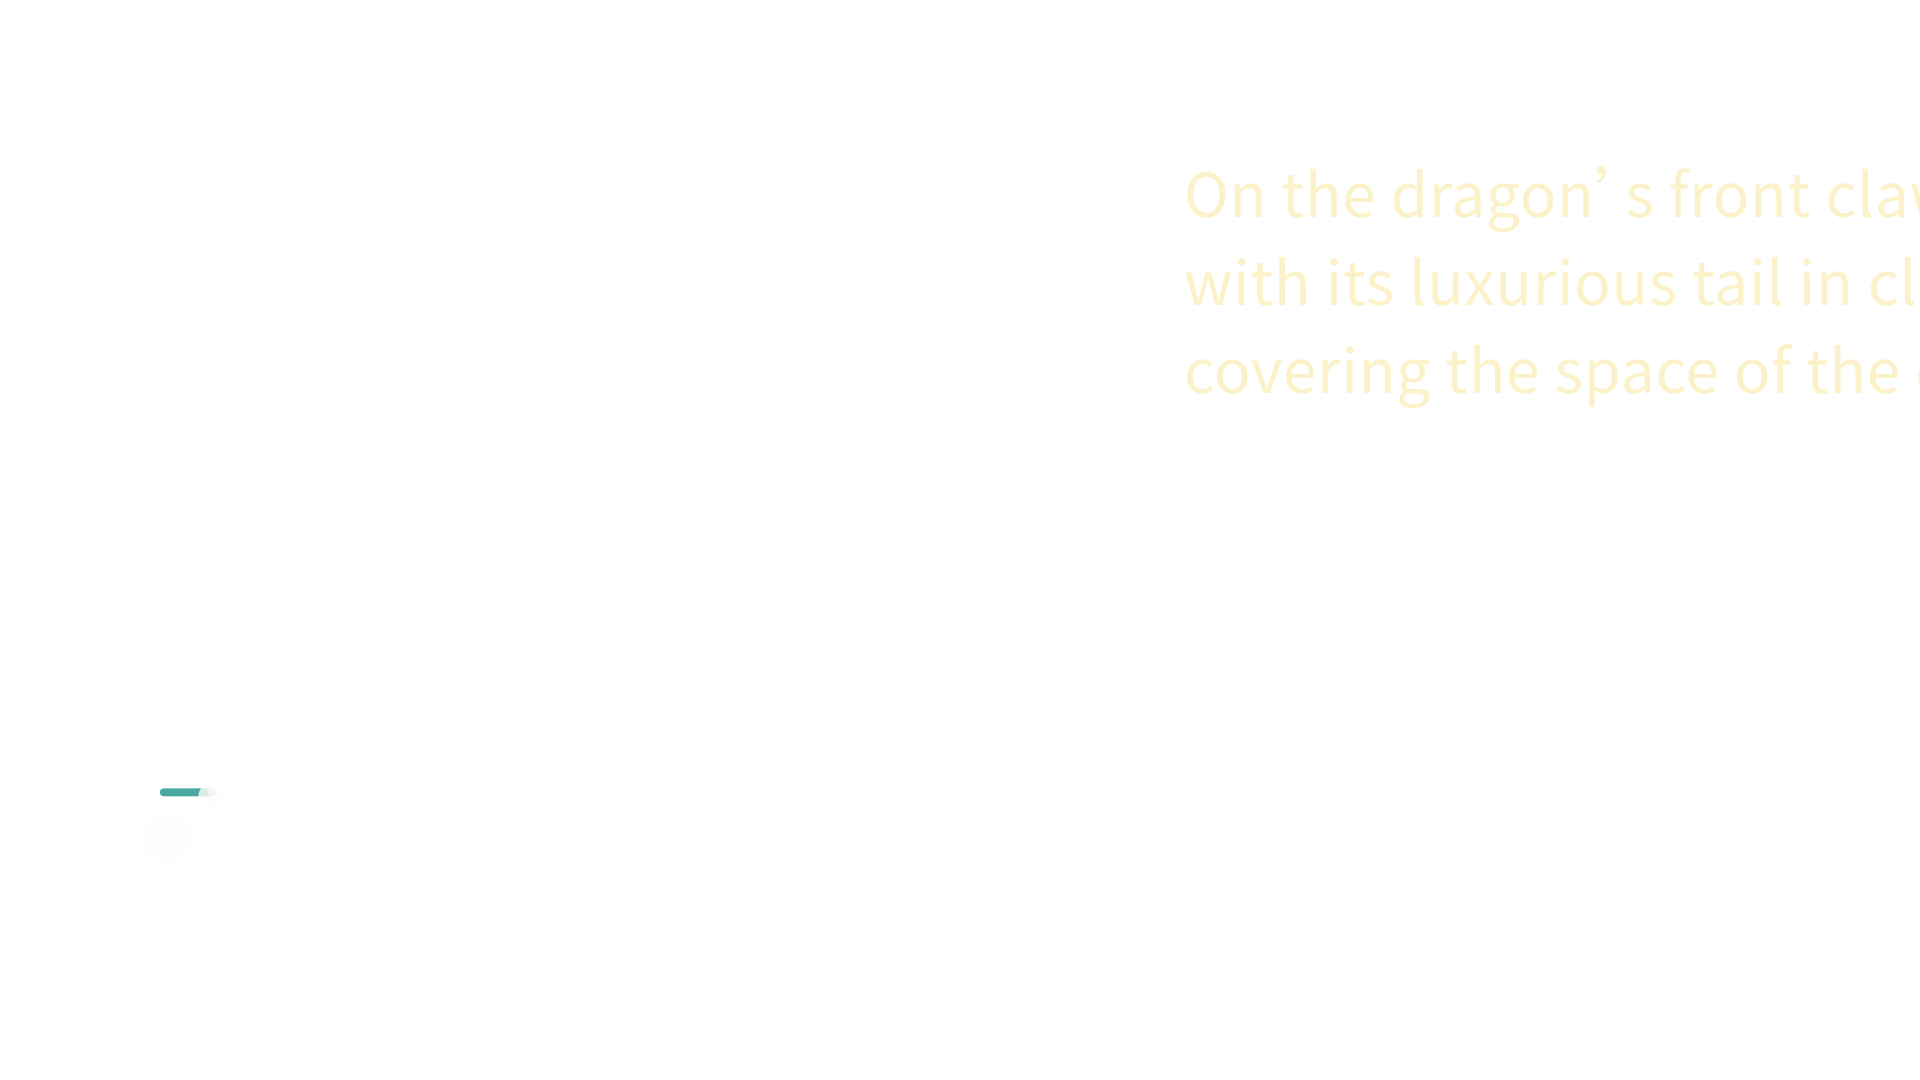 On the dragon’s front cla
with its luxurious tail in cl
covering the space of the